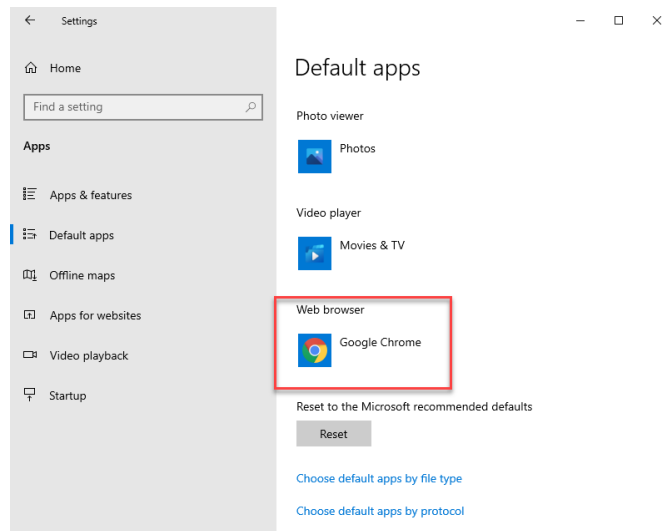 Settings
Home
Find a setting
Apps
Apps & features
Default apps
Offline maps
Apps for websites
Video playback
Startup
Default apps
Photo viewer
Photos
Video player
Movies & TV
Web browser
Google Chrome
Reset to the Microsoft recommended defaults
Reset
Choose default apps by file type
Choose default apps by protocol